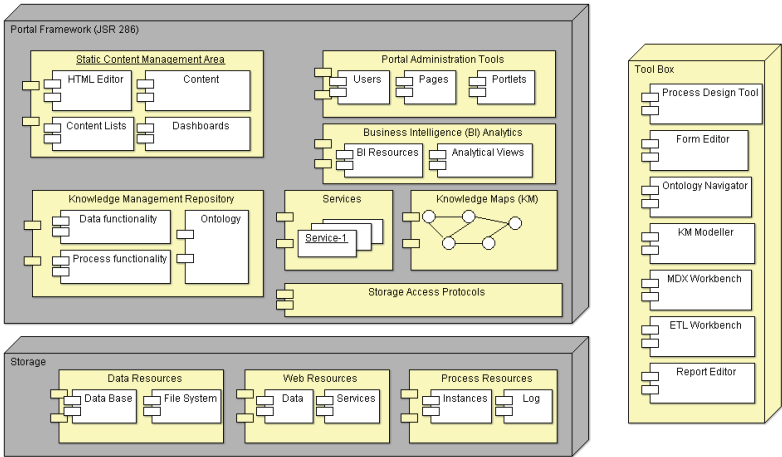 Portal Framework (JSR 286)
Static Content Management Area
HTML Editor
Content
Content Lists
Dashboards
Portal Administration Tools
Users
Pages
Portlets
Business Intelligence (BI) Analytics
BI Resources
Analytical Views
Knowledge Management Repository
Data functionality
Ontology
Process functionality
Services
Service-1
Knowledge Maps (KM)
Storage Access Protocols
Storage
Data Resources
Data Base
File System
Web Resources
Data
Services
Process Resources
Instances
Log
Tool Box
Process Design Tool
Form Editor
Ontology Navigator
KM Modeller
MDX Workbench
ETL Workbench
Report Editor